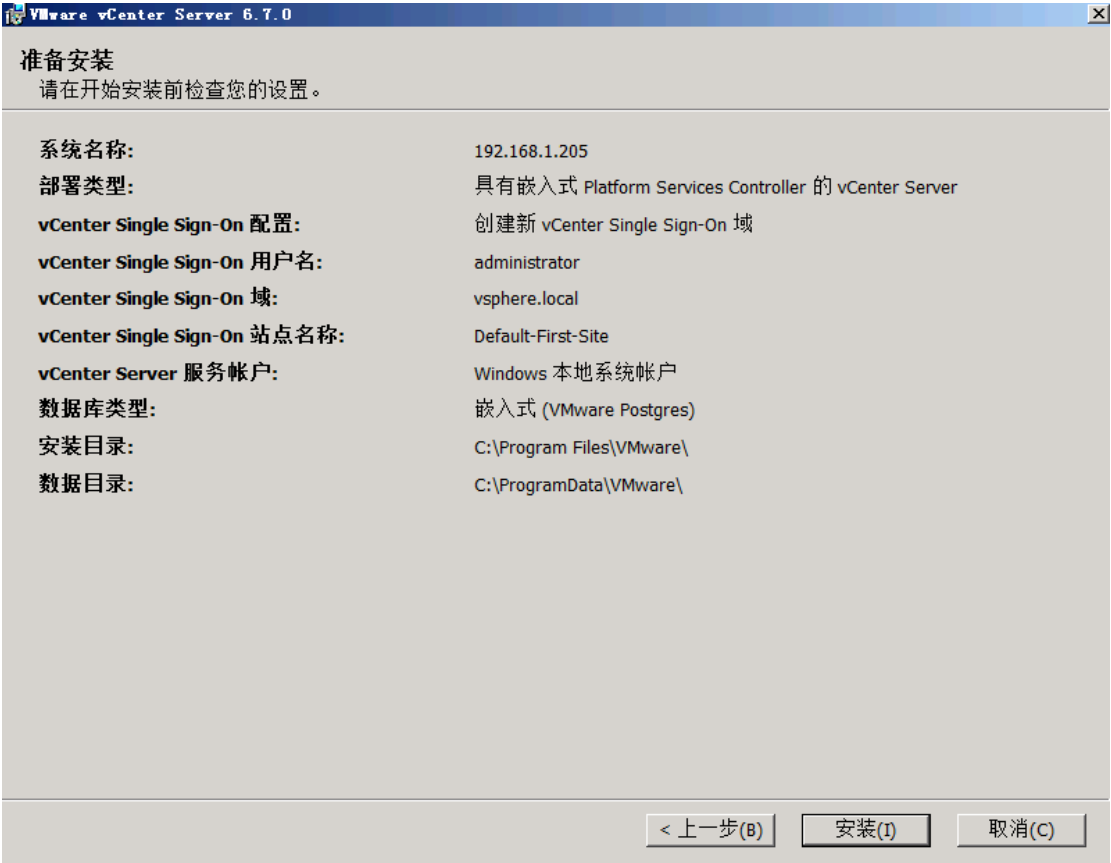 VMware vCenter Server 6.7.0
准备安装
请在开始安装前检查您的设置。
系统名称: 192.168.1.205
部署类型: 具有嵌入式 Platform Services Controller 的 vCenter Server
vCenter Single Sign-On 配置: 创建新 vCenter Single Sign-On 域
vCenter Single Sign-On 用户名: administrator
vCenter Single Sign-On 域: vsphere.local
vCenter Single Sign-On 站点名称: Default-First-Site
vCenter Server 服务帐户: Windows 本地系统帐户
数据库类型: 嵌入式 (VMware Postgres)
安装目录: C:\Program Files\VMware\
数据目录: C:\ProgramData\VMware\
< 上一步(B) 安装(I) 取消(C)